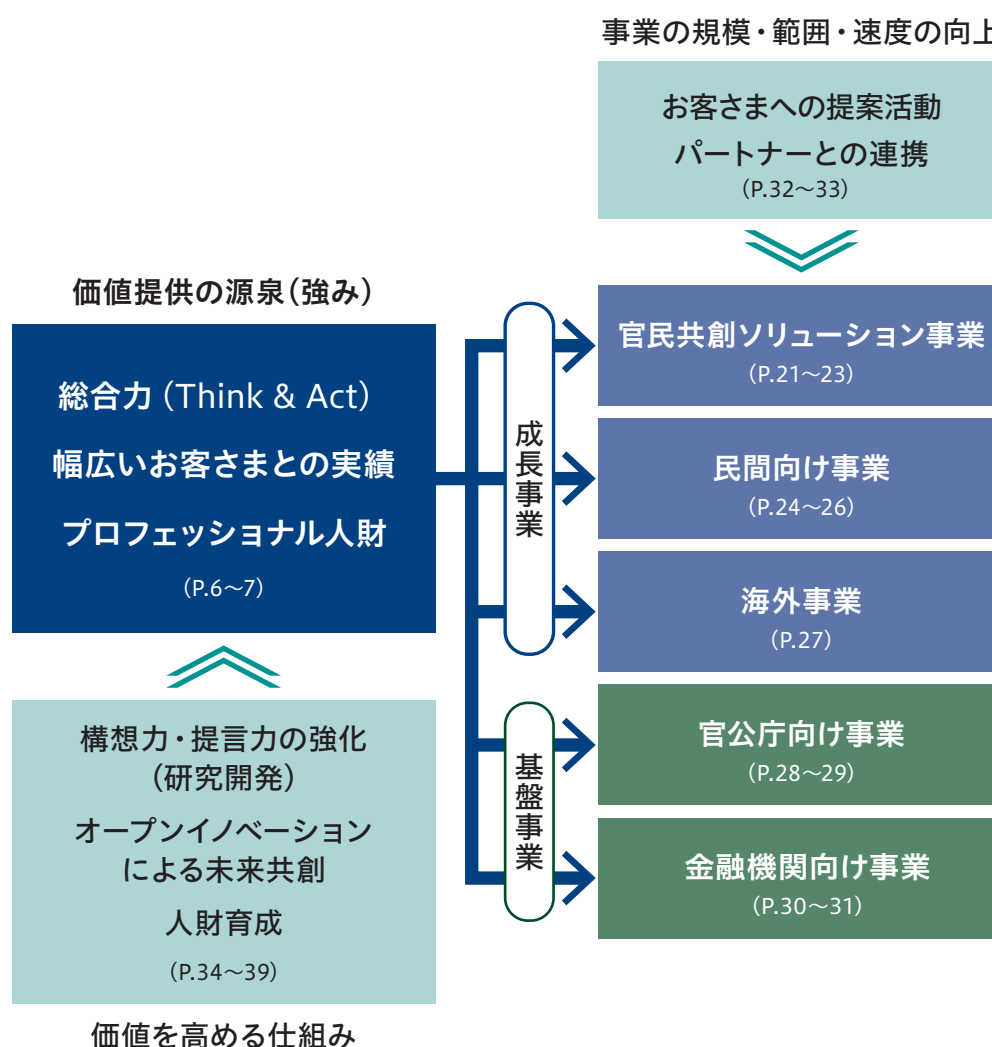 事業の規模・範囲・速度の向上
お客さまへの提案活動
パートナーとの連携
（P.32～33）
価値提供の源泉（強み）
総合力（Think & Act）
幅広いお客さまとの実績
プロフェッショナル人財
（P.6～7）
構想力・提言力の強化
（研究開発）
オープンイノベーション
による未来共創
人財育成
（P.34～39）
価値を高める仕組み
成長事業
官民共創ソリューション事業
（P.21～23）
民間向け事業
（P.24～26）
海外事業
（P.27）
基盤事業
官公庁向け事業
（P.28～29）
金融機関向け事業
（P.30～31）